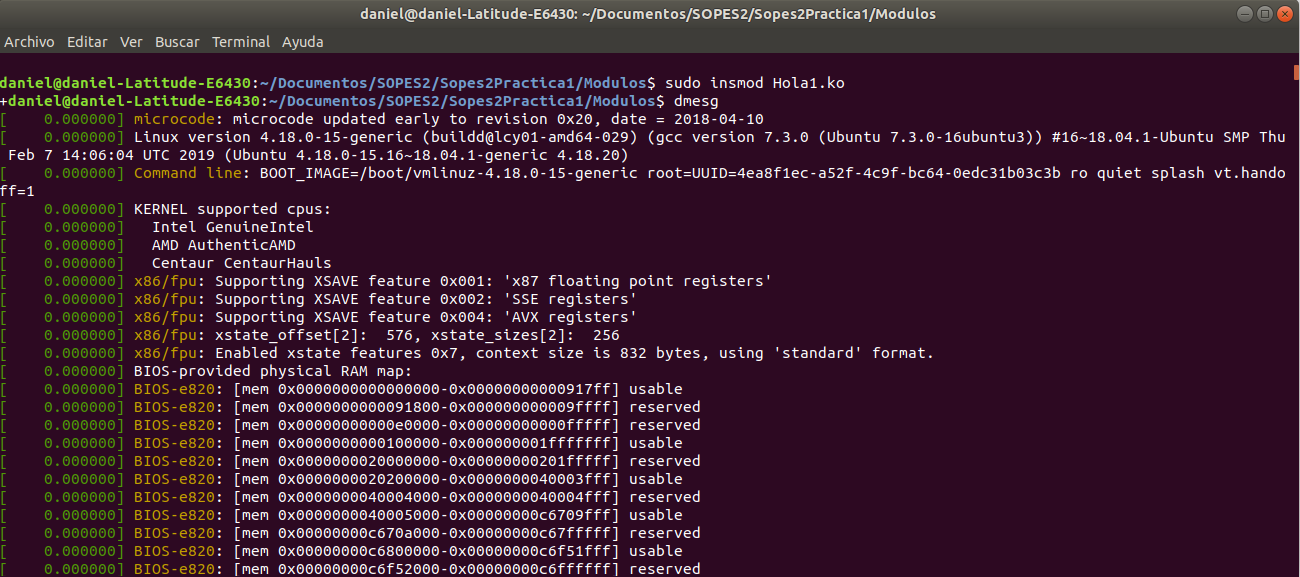 daniel@daniel-Latitude-E6430: ~/Documentos/SOPES2/Sopes2Practica1/Modulos
Archivo Editar Ver Buscar Terminal Ayuda
daniel@daniel-Latitude-E6430:~/Documentos/SOPES2/Sopes2Practica1/Modulos$ sudo insmod Hola1.ko
+daniel@daniel-Latitude-E6430:~/Documentos/SOPES2/Sopes2Practica1/Modulos$ dmesg
[    0.000000] microcode: microcode updated early to revision 0x20, date = 2018-04-10
[    0.000000] Linux version 4.18.0-15-generic (buildd@lcy01-amd64-029) (gcc version 7.3.0 (Ubuntu 7.3.0-16ubuntu3)) #16~18.04.1-Ubuntu SMP Thu
 Feb 7 14:06:04 UTC 2019 (Ubuntu 4.18.0-15.16~18.04.1-generic 4.18.20)
[    0.000000] Command line: BOOT_IMAGE=/boot/vmlinuz-4.18.0-15-generic root=UUID=4ea8f1ec-a52f-4c9f-bc64-0edc31b03c3b ro quiet splash vt.hando
ff=1
[    0.000000] KERNEL supported cpus:
[    0.000000]   Intel GenuineIntel
[    0.000000]   AMD AuthenticAMD
[    0.000000]   Centaur CentaurHauls
[    0.000000] x86/fpu: Supporting XSAVE feature 0x001: 'x87 floating point registers'
[    0.000000] x86/fpu: Supporting XSAVE feature 0x002: 'SSE registers'
[    0.000000] x86/fpu: Supporting XSAVE feature 0x004: 'AVX registers'
[    0.000000] x86/fpu: xstate_offset[2]:  576, xstate_sizes[2]:  256
[    0.000000] x86/fpu: Enabled xstate features 0x7, context size is 832 bytes, using 'standard' format.
[    0.000000] BIOS-provided physical RAM map:
[    0.000000] BIOS-e820: [mem 0x0000000000000000-0x00000000000917ff] usable
[    0.000000] BIOS-e820: [mem 0x0000000000091800-0x000000000009ffff] reserved
[    0.000000] BIOS-e820: [mem 0x00000000000e0000-0x00000000000fffff] reserved
[    0.000000] BIOS-e820: [mem 0x0000000000100000-0x000000001fffffff] usable
[    0.000000] BIOS-e820: [mem 0x0000000020000000-0x00000000201fffff] reserved
[    0.000000] BIOS-e820: [mem 0x0000000020200000-0x0000000040003fff] usable
[    0.000000] BIOS-e820: [mem 0x0000000040004000-0x0000000040004fff] reserved
[    0.000000] BIOS-e820: [mem 0x0000000040005000-0x00000000c6709fff] usable
[    0.000000] BIOS-e820: [mem 0x00000000c670a000-0x00000000c67fffff] reserved
[    0.000000] BIOS-e820: [mem 0x00000000c6800000-0x00000000c6f51fff] usable
[    0.000000] BIOS-e820: [mem 0x00000000c6f52000-0x00000000c6ffffff] reserved